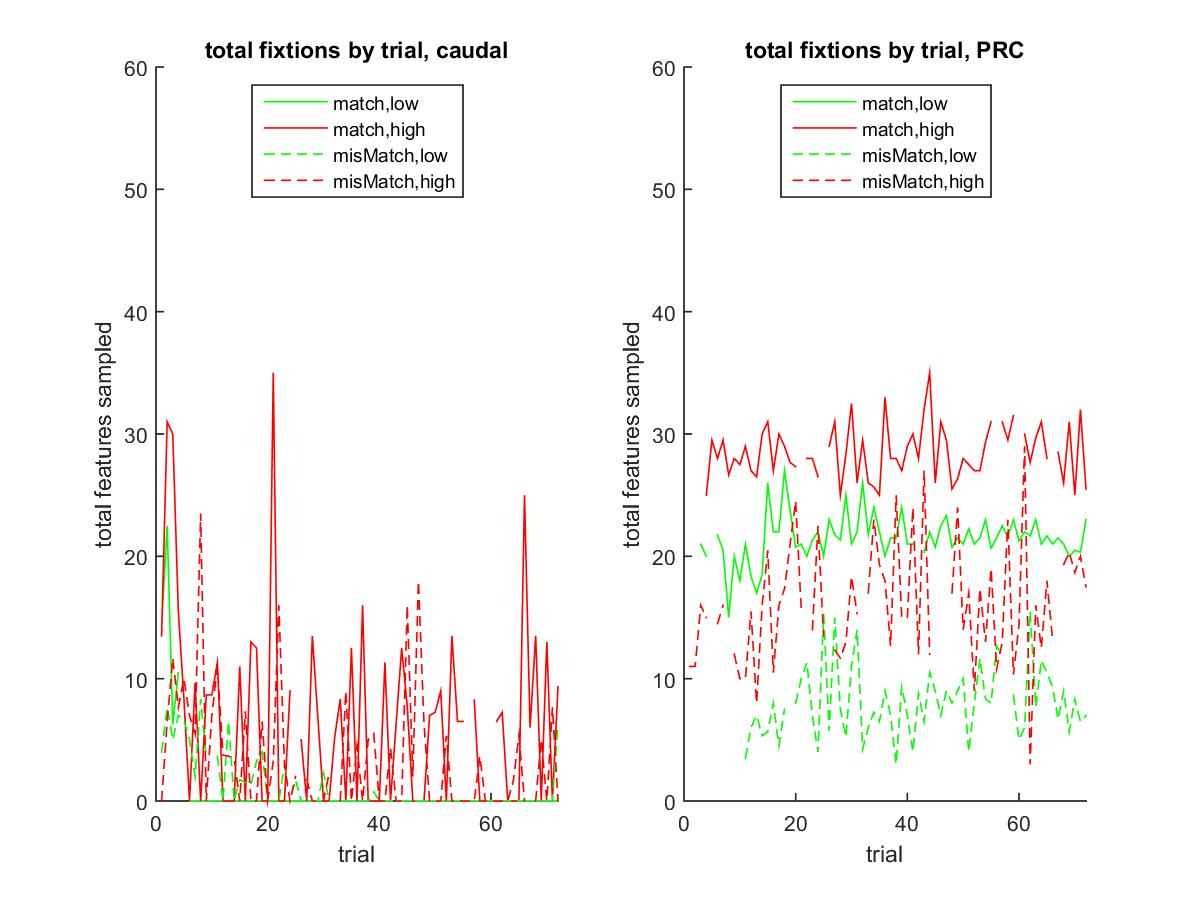 total fixtions by trial, caudal
60
50
40
30
20
10
0
total features sampled
match,low
match,high
misMatch,low
misMatch,high
0 20 40 60
trial
total fixtions by trial, PRC
60
50
40
30
20
10
0
total features sampled
match,low
match,high
misMatch,low
misMatch,high
0 20 40 60
trial